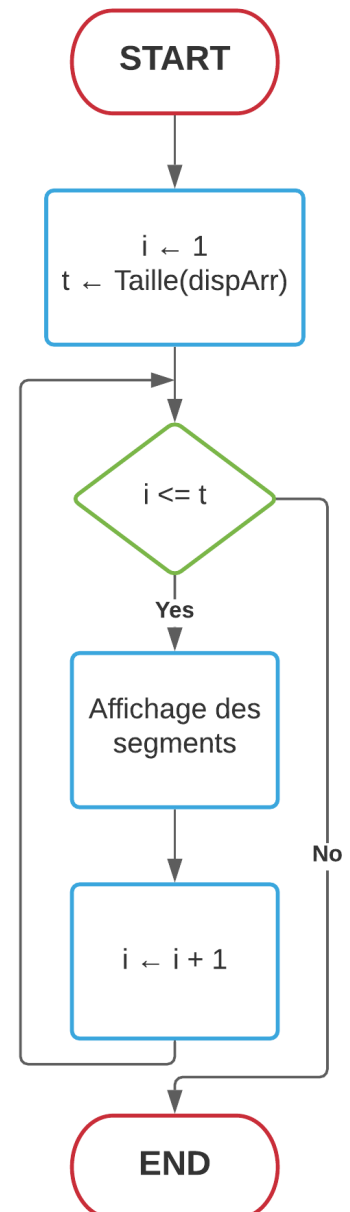 START
i ← 1
t ← Taille(dispArr)
i <= t
Yes
Affichage des
segments
No
i ← i + 1
END